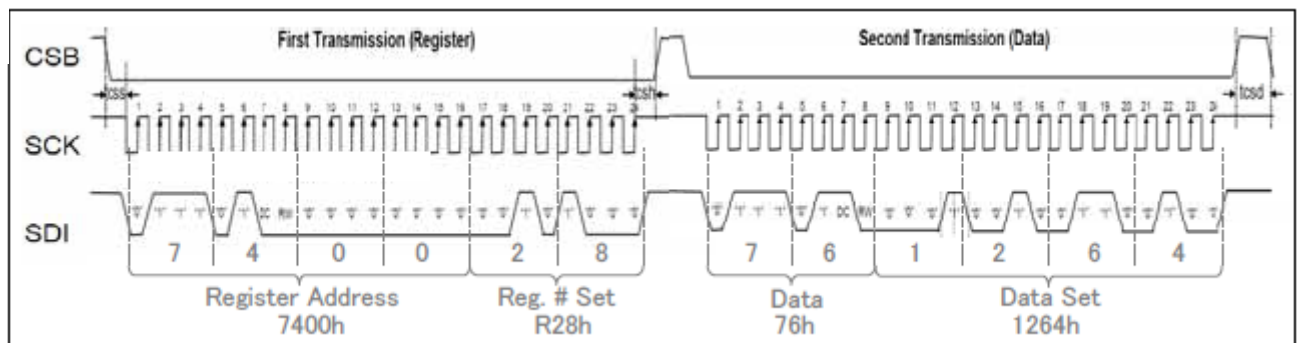 First Transmission (Register) Second Transmission (Data)
CSB
tcss tcsh tcsd
1 2 3 4 5 6 7 8 9 10 11 12 13 14 15 16 17 18 19 20 21 22 23 24 1 2 3 4 5 6 7 8 9 10 11 12 13 14 15 16 17 18 19 20 21 22 23 24
SCK
SDI
DC RW DC RW
7 4 0 0 2 8 7 6 1 2 6 4
Register Address Reg. # Set Data Data Set
7400h R28h 76h 1264h